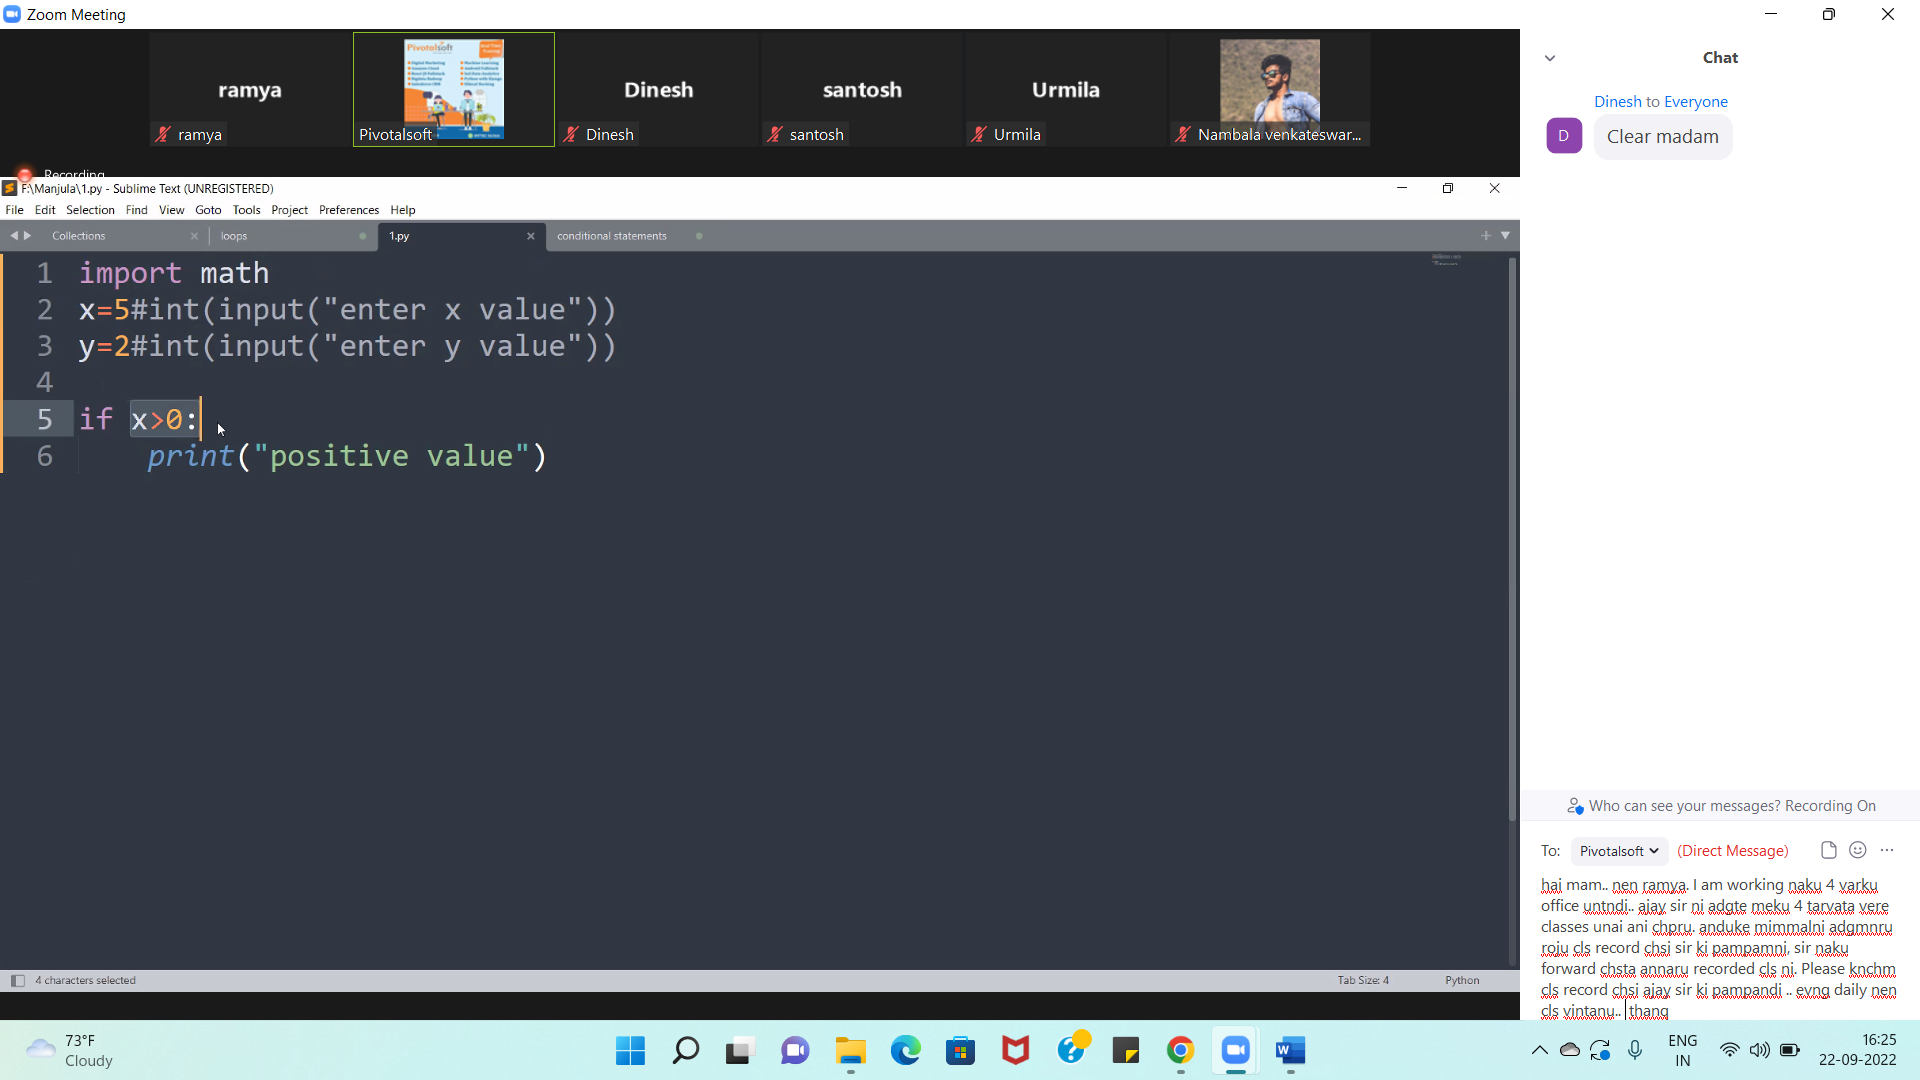 Zoom Meeting
ramya
Pivotalsoft
Dinesh
santosh
Urmila
ramya
Pivotalsoft
Dinesh
santosh
Urmila
Nambala venkateswar...
Recording
F:\Manjula\1.py - Sublime Text (UNREGISTERED)
File Edit Selection Find View Goto Tools Project Preferences Help
Collections
loops
1.py
conditional statements
1 import math
2 x=5#int(input("enter x value"))
3 y=2#int(input("enter y value"))
4
5 if x>0:
6 print("positive value")
4 characters selected
Tab Size: 4
Python
Chat
Dinesh to Everyone
D
Clear madam
Who can see your messages? Recording On
To: Pivotalsoft (Direct Message)
hai mam.. nen ramya. I am working naku 4 varku
office untndi.. ajay sir ni adgte meku 4 tarvata vere
classes unai ani chpru. anduke mimmalni adgmnru
roju cls record chsi sir ki pampamni, sir naku
forward chsta annaru recorded cls ni. Please knchm
cls record chsi ajay sir ki pampandi .. evng daily nen
cls vintanu.. thang
73°F
Cloudy
ENG
IN
16:25
22-09-2022